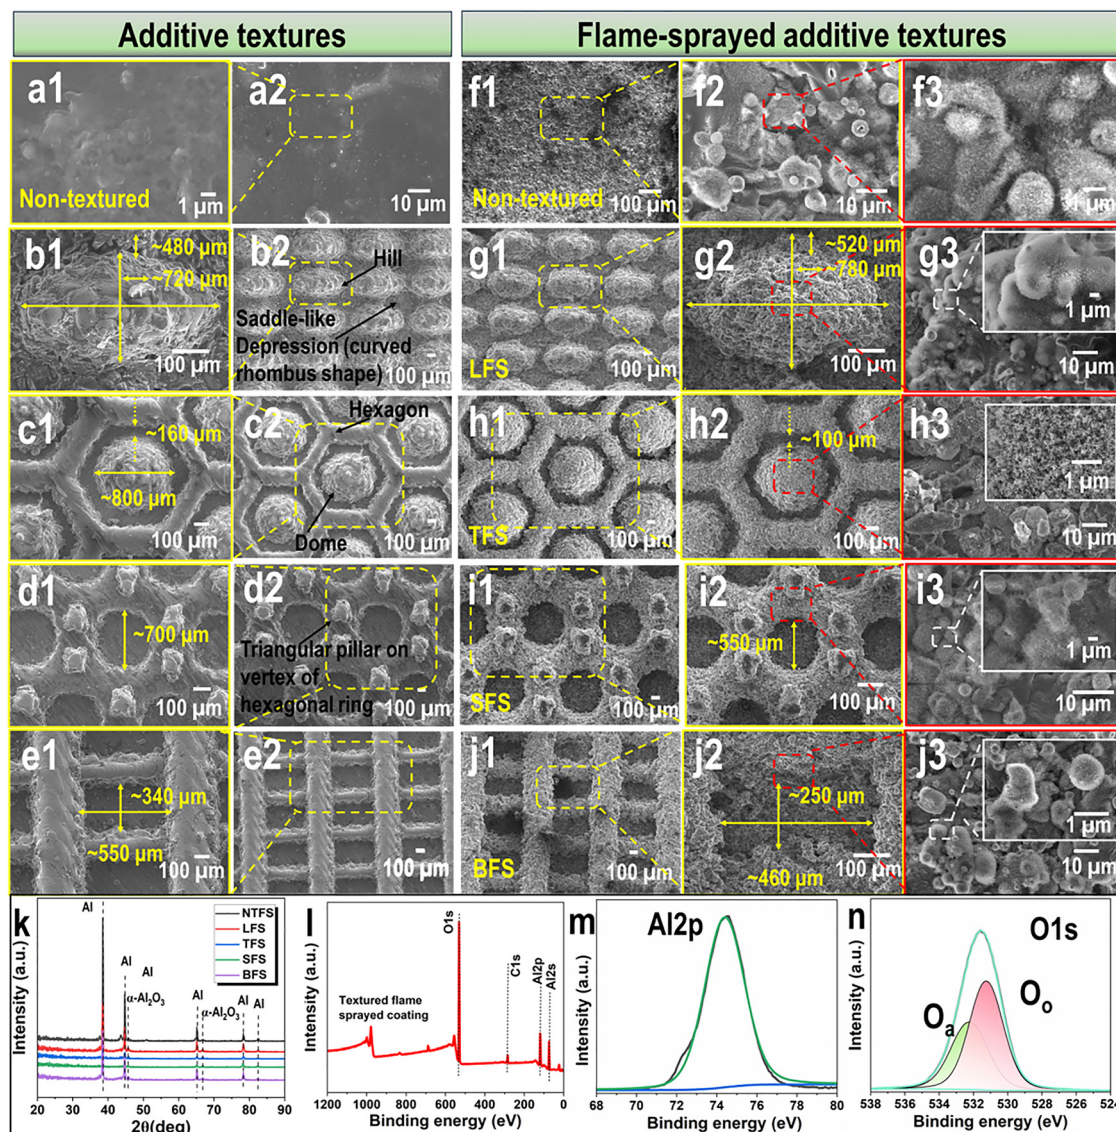 Additive textures
Flame-sprayed additive textures
a1
Non-textured
1 µm
a2
10 µm
f1
Non-textured
100 µm
f2
10 µm
f3
1 µm
b1
~480 µm
~720 µm
100 µm
b2
Hill
Saddle-like
Depression (curved
rhombus shape)
100 µm
g1
LFS
100 µm
g2
~520 µm
~780 µm
100 µm
g3
1 µm
10 µm
c1
~160 µm
~800 µm
100 µm
c2
Hexagon
Dome
100 µm
h1
TFS
100 µm
h2
~100 µm
100 µm
h3
1 µm
10 µm
d1
~700 µm
100 µm
d2
Triangular pillar on
vertex of
hexagonal ring
100 µm
i1
SFS
100 µm
i2
~550 µm
100 µm
i3
1 µm
10 µm
e1
~340 µm
~550 µm
100 µm
e2
100 µm
j1
BFS
100 µm
j2
~250 µm
~460 µm
100 µm
j3
1 µm
10 µm
k
Al
Al
Al
α-Al2O3
Al
α-Al2O3
Al
Al
NTFS
LFS
TFS
SFS
BFS
Intensity (a.u.)
20 30 40 50 60 70 80 90
2θ(deg)
l
O1s
C1s
Al2p
Al2s
Textured flame
sprayed coating
Intensity (a.u.)
1200 1000 800 600 400 200 0
Binding energy (eV)
m
Al2p
Intensity (a.u.)
68 70 72 74 76 78 80
Binding energy (eV)
n
O1s
Oa
Oo
Intensity (a.u.)
538 536 534 532 530 528 526 524
Binding energy (eV)